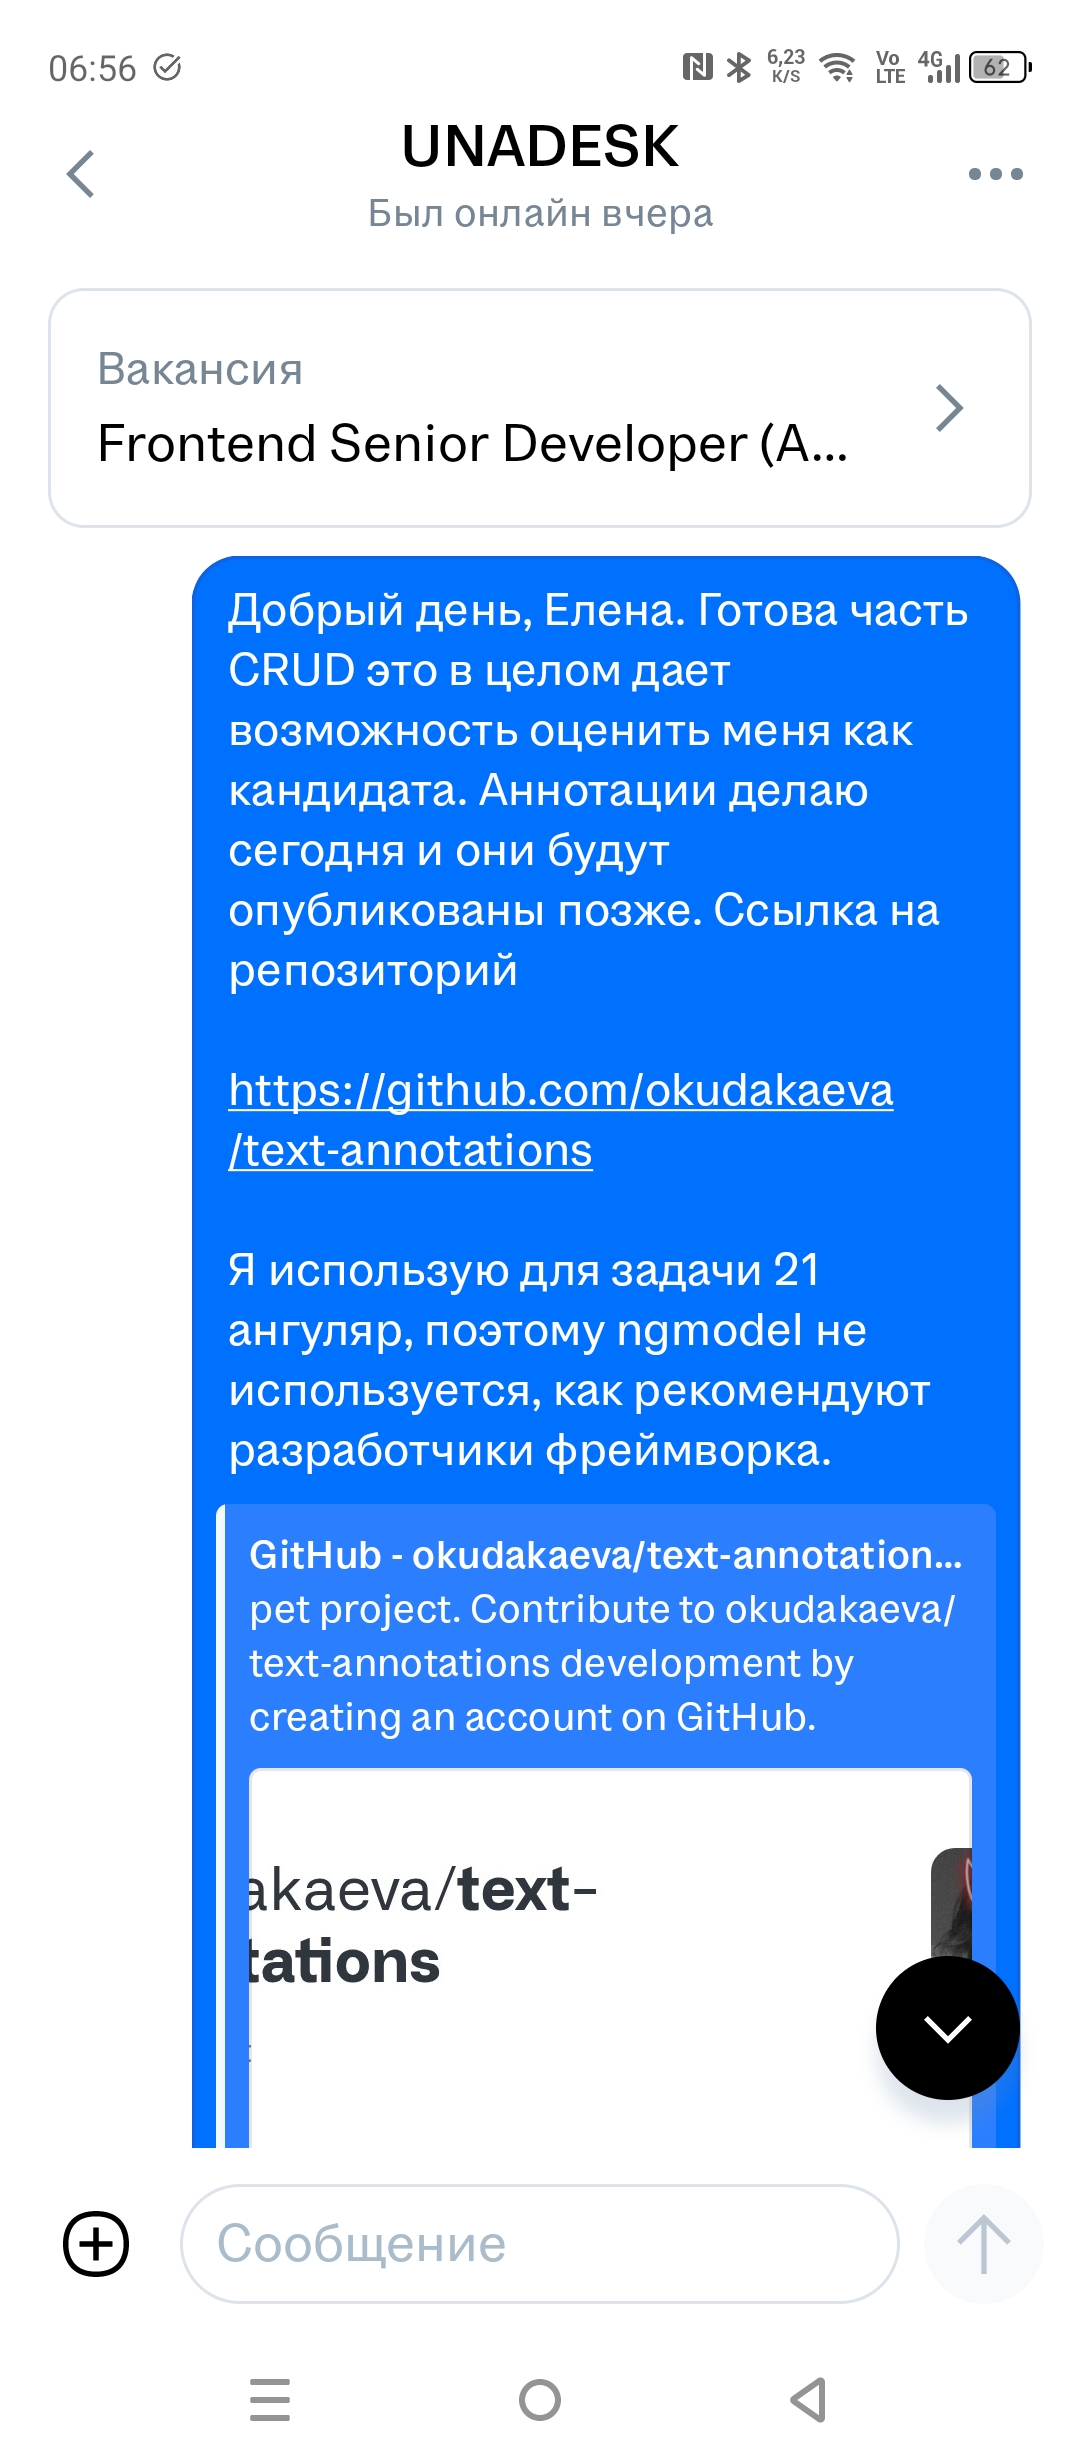 06:56
6,23 K/S Vo LTE 4G 62
UNADESK
Был онлайн вчера
Вакансия
Frontend Senior Developer (A...
Добрый день, Елена. Готова часть
CRUD это в целом дает
возможность оценить меня как
кандидата. Аннотации делаю
сегодня и они будут
опубликованы позже. Ссылка на
репозиторий
https://github.com/okudakaeva
/text-annotations
Я использую для задачи 21
ангуляр, поэтому ngmodel не
используется, как рекомендуют
разработчики фреймворка.
GitHub - okudakaeva/text-annotation...
pet project. Contribute to okudakaeva/
text-annotations development by
creating an account on GitHub.
akaeva/text-
tations
Сообщение